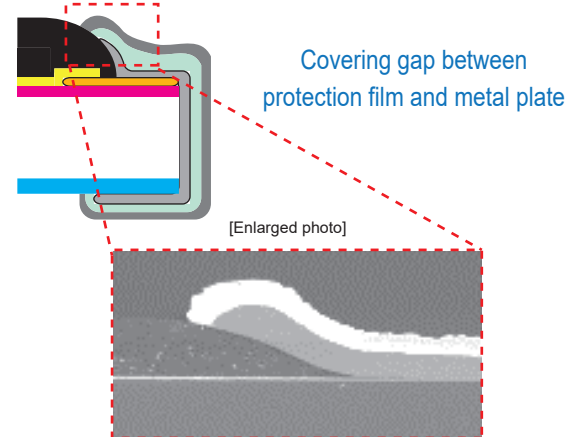 Covering gap between
protection film and metal plate
[Enlarged photo]